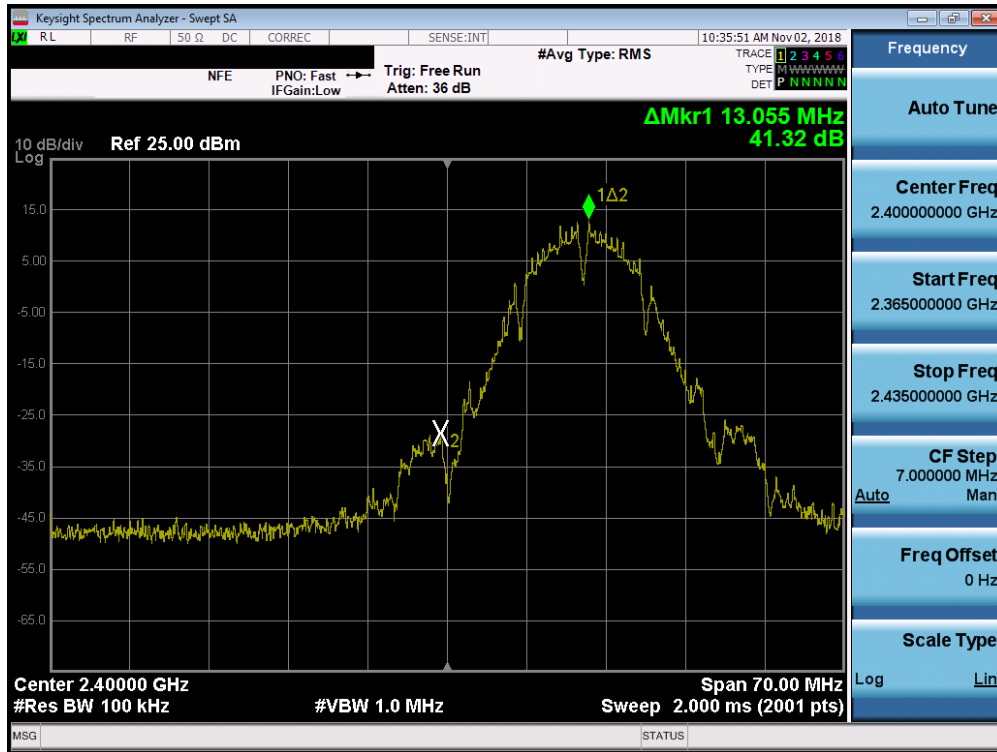 Keysight Spectrum Analyzer - Swept SA
LXI RL RF 50 Ω DC CORREC SENSE:INT 10:35:51 AM Nov 02, 2018
#Avg Type: RMS TRACE 1 2 3 4 5 6
NFE PNO: Fast Trig: Free Run TYPE M WWWWW
IFGain:Low Atten: 36 dB DET P N N N N N
ΔMkr1 13.055 MHz
41.32 dB
10 dB/div Ref 25.00 dBm
Log
1Δ2
15.0
5.00
-5.00
-15.0
-25.0
X2
-35.0
-45.0
-55.0
-65.0
Center 2.40000 GHz Span 70.00 MHz
#Res BW 100 kHz #VBW 1.0 MHz Sweep 2.000 ms (2001 pts)
MSG STATUS
Frequency
Auto Tune
Center Freq
2.400000000 GHz
Start Freq
2.365000000 GHz
Stop Freq
2.435000000 GHz
CF Step
7.000000 MHz
Auto Man
Freq Offset
0 Hz
Scale Type
Log Lin